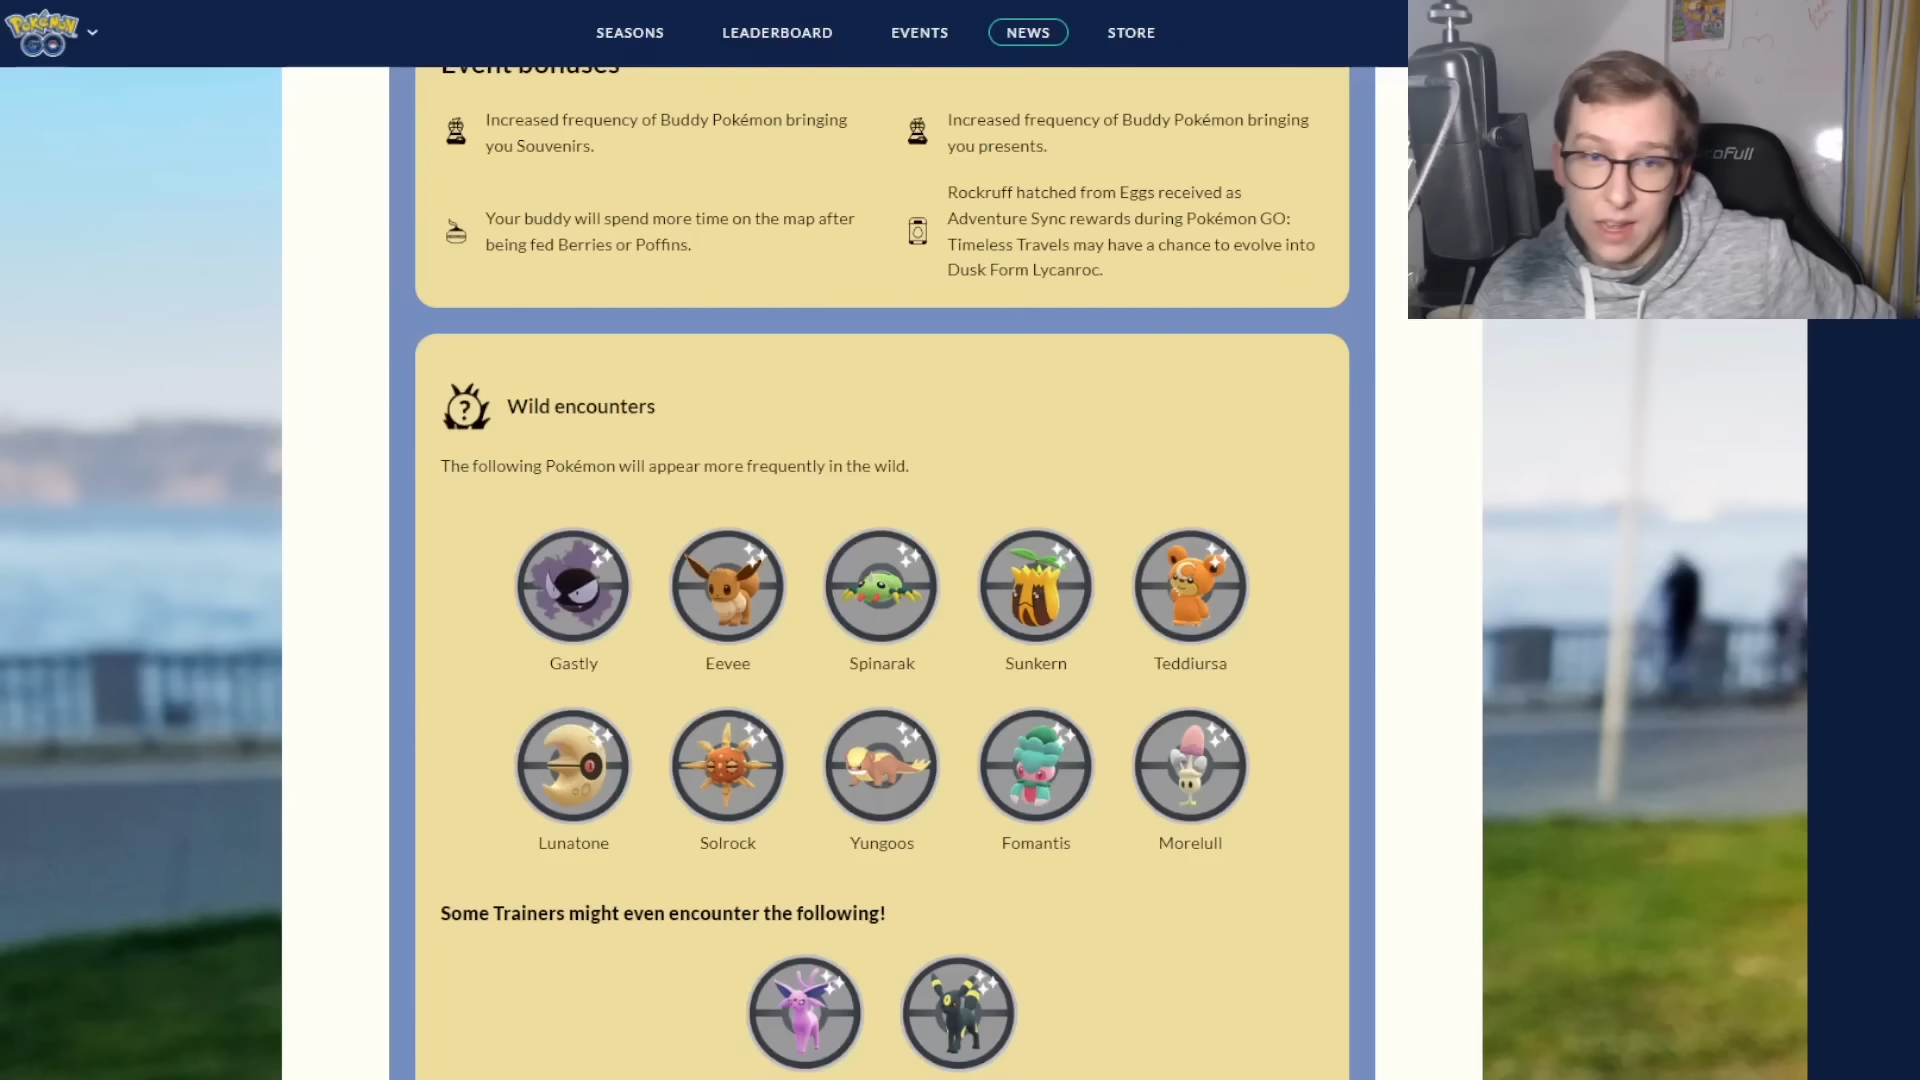 Pokémon GO
SEASONS
LEADERBOARD
EVENTS
NEWS
STORE
Event bonuses
Increased frequency of Buddy Pokémon bringing
you Souvenirs.
Increased frequency of Buddy Pokémon bringing
you presents.
Your buddy will spend more time on the map after
being fed Berries or Poffins.
Rockruff hatched from Eggs received as
Adventure Sync rewards during Pokémon GO:
Timeless Travels may have a chance to evolve into
Dusk Form Lycanroc.
? Wild encounters
The following Pokémon will appear more frequently in the wild.
Gastly
Eevee
Spinarak
Sunkern
Teddiursa
Lunatone
Solrock
Yungoos
Fomantis
Morelull
Some Trainers might even encounter the following!